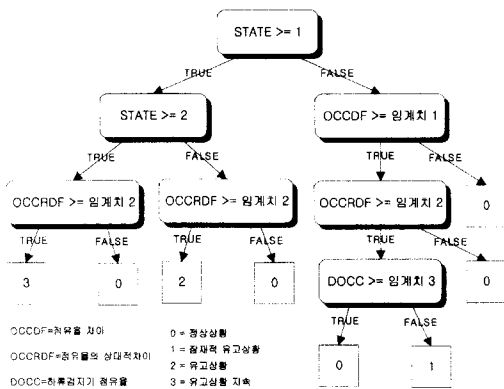 STATE >= 1
TRUE
FALSE
STATE >= 2
OCCDF >= 임계치 1
TRUE
FALSE
TRUE
FALSE
OCCRDF >= 임계치 2
OCCRDF >= 임계치 2
OCCRDF >= 임계치 2
0
TRUE
FALSE
TRUE
FALSE
TRUE
FALSE
3
0
2
0
DOCC >= 임계치 3
0
TRUE
FALSE
OCCDF=점유율 차이
0 = 정상상황
OCCRDF=점유율의 상대적차이
1 = 잠재적 유고상황
0
1
DOCC=하류검지기 점유율
2 = 유고상황
3 = 유고상황 지속